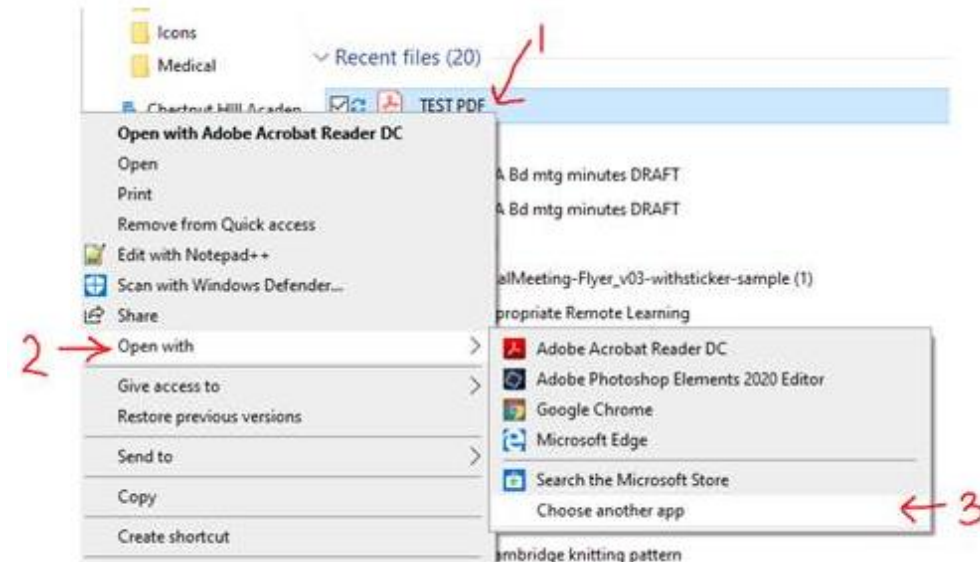 Icons
Medical
Recent files (20)
1
Chestnut Hill Academ
TEST PDF
Open with Adobe Acrobat Reader DC
Open
Print
Remove from Quick access
Edit with Notepad++
Scan with Windows Defender...
Share
2 Open with
Give access to
Restore previous versions
Send to
Copy
Create shortcut
A Bd mtg minutes DRAFT
A Bd mtg minutes DRAFT
alMeeting-Flyer_v03-withsticker-sample (1)
propriate Remote Learning
Adobe Acrobat Reader DC
Adobe Photoshop Elements 2020 Editor
Google Chrome
Microsoft Edge
Search the Microsoft Store
Choose another app 3
mbridge knitting pattern